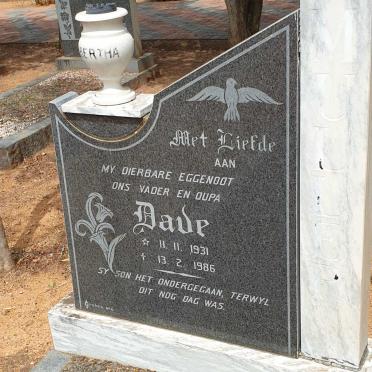 BERTHA
Met Liefde
AAN
MY DIERBARE EGGENOOT
ONS VADER EN OUPA
Dave
☆ 11. 11. 1931
† 13. 2. 1986
SY SON HET ONDERGEGAAN, TERWYL
DIT NOG DAG WAS.